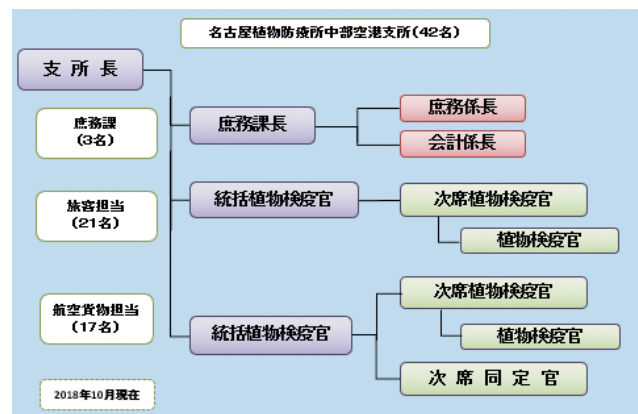 名古屋植物防疫所中部空港支所(42名)
支所長
庶務課
(3名)
庶務課長
庶務係長
会計係長
旅客担当
(21名)
統括植物検疫官
次席植物検疫官
植物検疫官
航空貨物担当
(17名)
統括植物検疫官
次席植物検疫官
植物検疫官
次席同定官
2018年10月現在